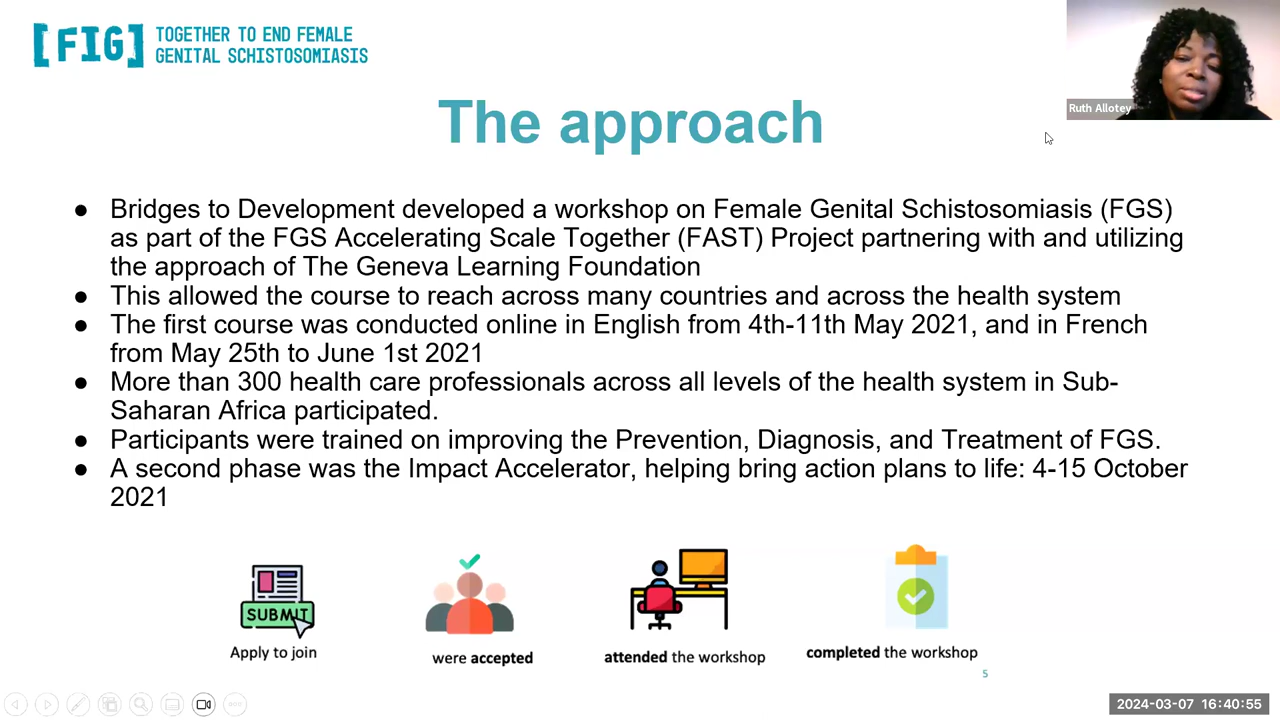 [FIG] TOGETHER TO END FEMALE
GENITAL SCHISTOSOMIASIS
Ruth Allotey
The approach
● Bridges to Development developed a workshop on Female Genital Schistosomiasis (FGS)
as part of the FGS Accelerating Scale Together (FAST) Project partnering with and utilizing
the approach of The Geneva Learning Foundation
● This allowed the course to reach across many countries and across the health system
● The first course was conducted online in English from 4th-11th May 2021, and in French
from May 25th to June 1st 2021
● More than 300 health care professionals across all levels of the health system in Sub-
Saharan Africa participated.
● Participants were trained on improving the Prevention, Diagnosis, and Treatment of FGS.
● A second phase was the Impact Accelerator, helping bring action plans to life: 4-15 October
2021
SUBMIT
Apply to join
were accepted
attended the workshop
completed the workshop
5
2024-03-07 16:40:55